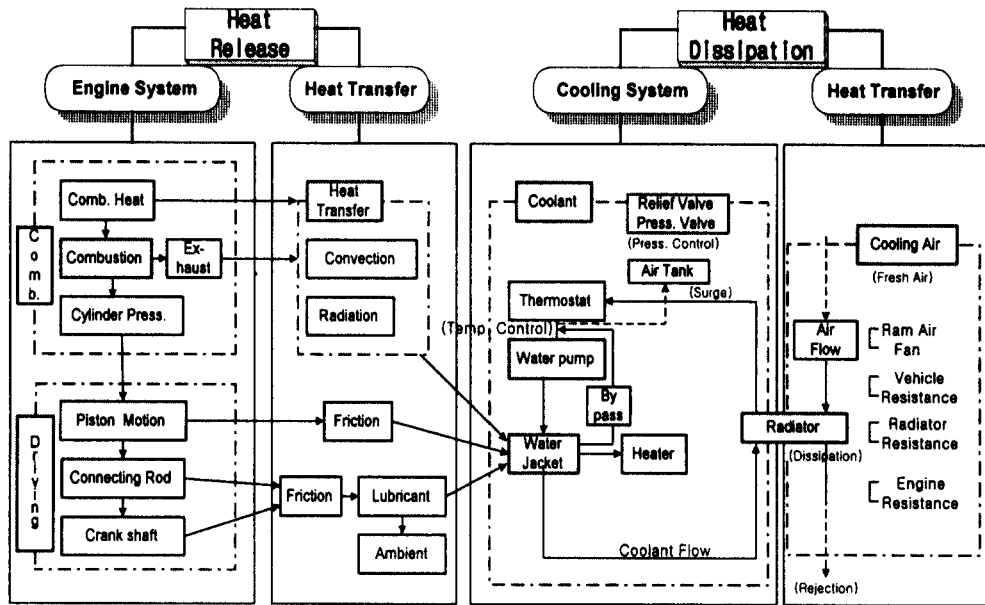 Heat
Release
Heat
Dissipation
Engine System
Heat Transfer
Cooling System
Heat Transfer
Comb.
Comb. Heat
Combustion
Ex-
haust
Cylinder Press.
Driving
Piston Motion
Connecting Rod
Crank shaft
Heat
Transfer
Convection
Radiation
Friction
Friction
Lubricant
Ambient
Coolant
Relief Valve
Press. Valve
(Press. Control)
Air Tank
(Surge)
Thermostat
(Temp. Control)
Water pump
By
pass
Water
Jacket
Heater
Coolant Flow
Cooling Air
(Fresh Air)
Air
Flow
Ram Air
Fan
Vehicle
Resistance
Radiator
(Dissipation)
Radiator
Resistance
Engine
Resistance
(Rejection)